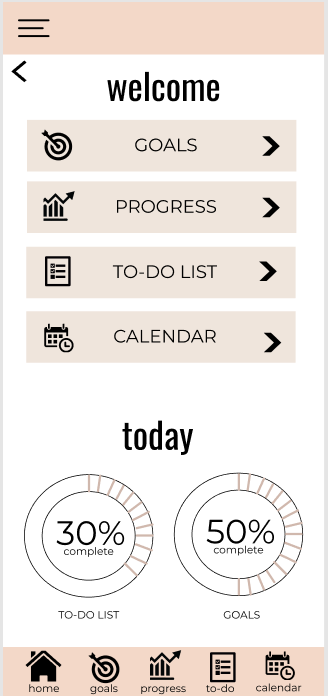 welcome
GOALS
PROGRESS
TO-DO LIST
CALENDAR
today
30%
complete
50%
complete
TO-DO LIST
GOALS
home
goals
progress
to-do
calendar